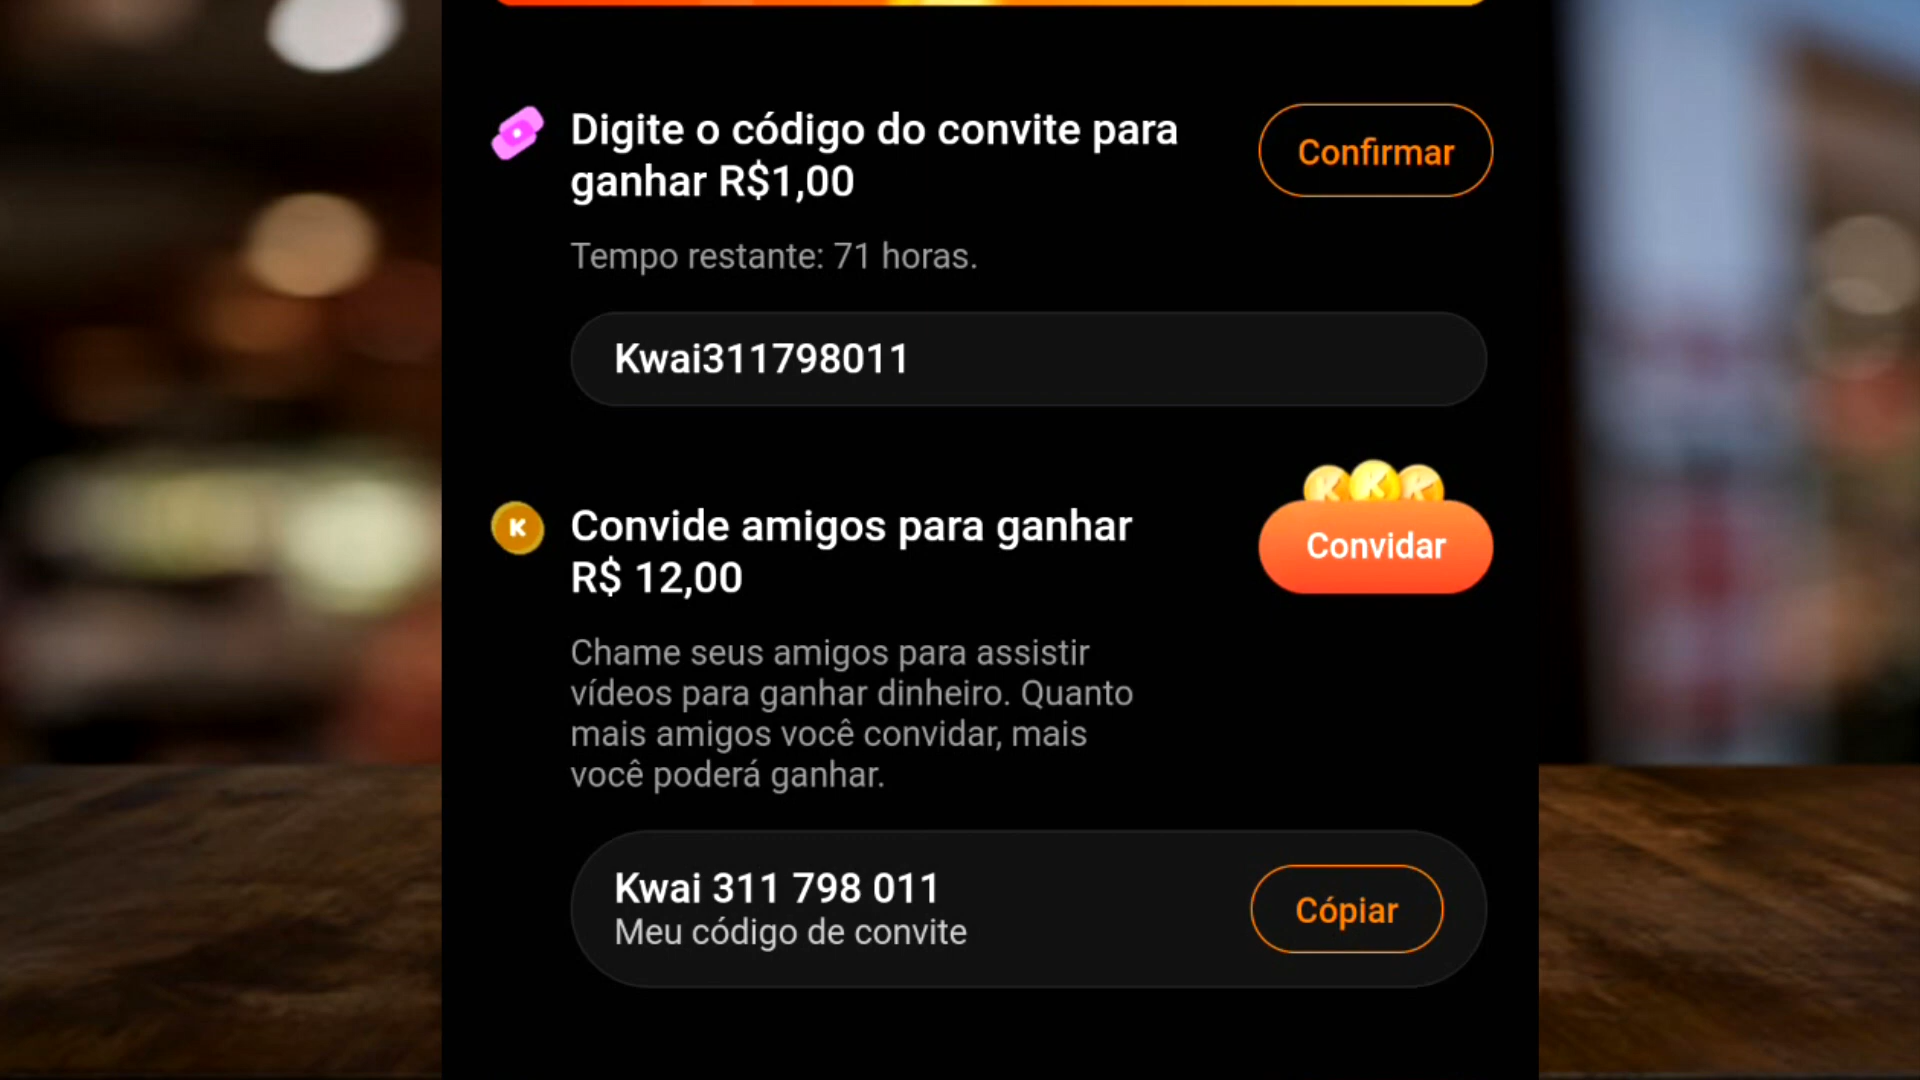 Digite o código do convite para
ganhar R$1,00
Confirmar
Tempo restante: 71 horas.
Kwai311798011
Convide amigos para ganhar
R$ 12,00
Convidar
Chame seus amigos para assistir
vídeos para ganhar dinheiro. Quanto
mais amigos você convidar, mais
você poderá ganhar.
Kwai 311 798 011
Meu código de convite
Cópiar